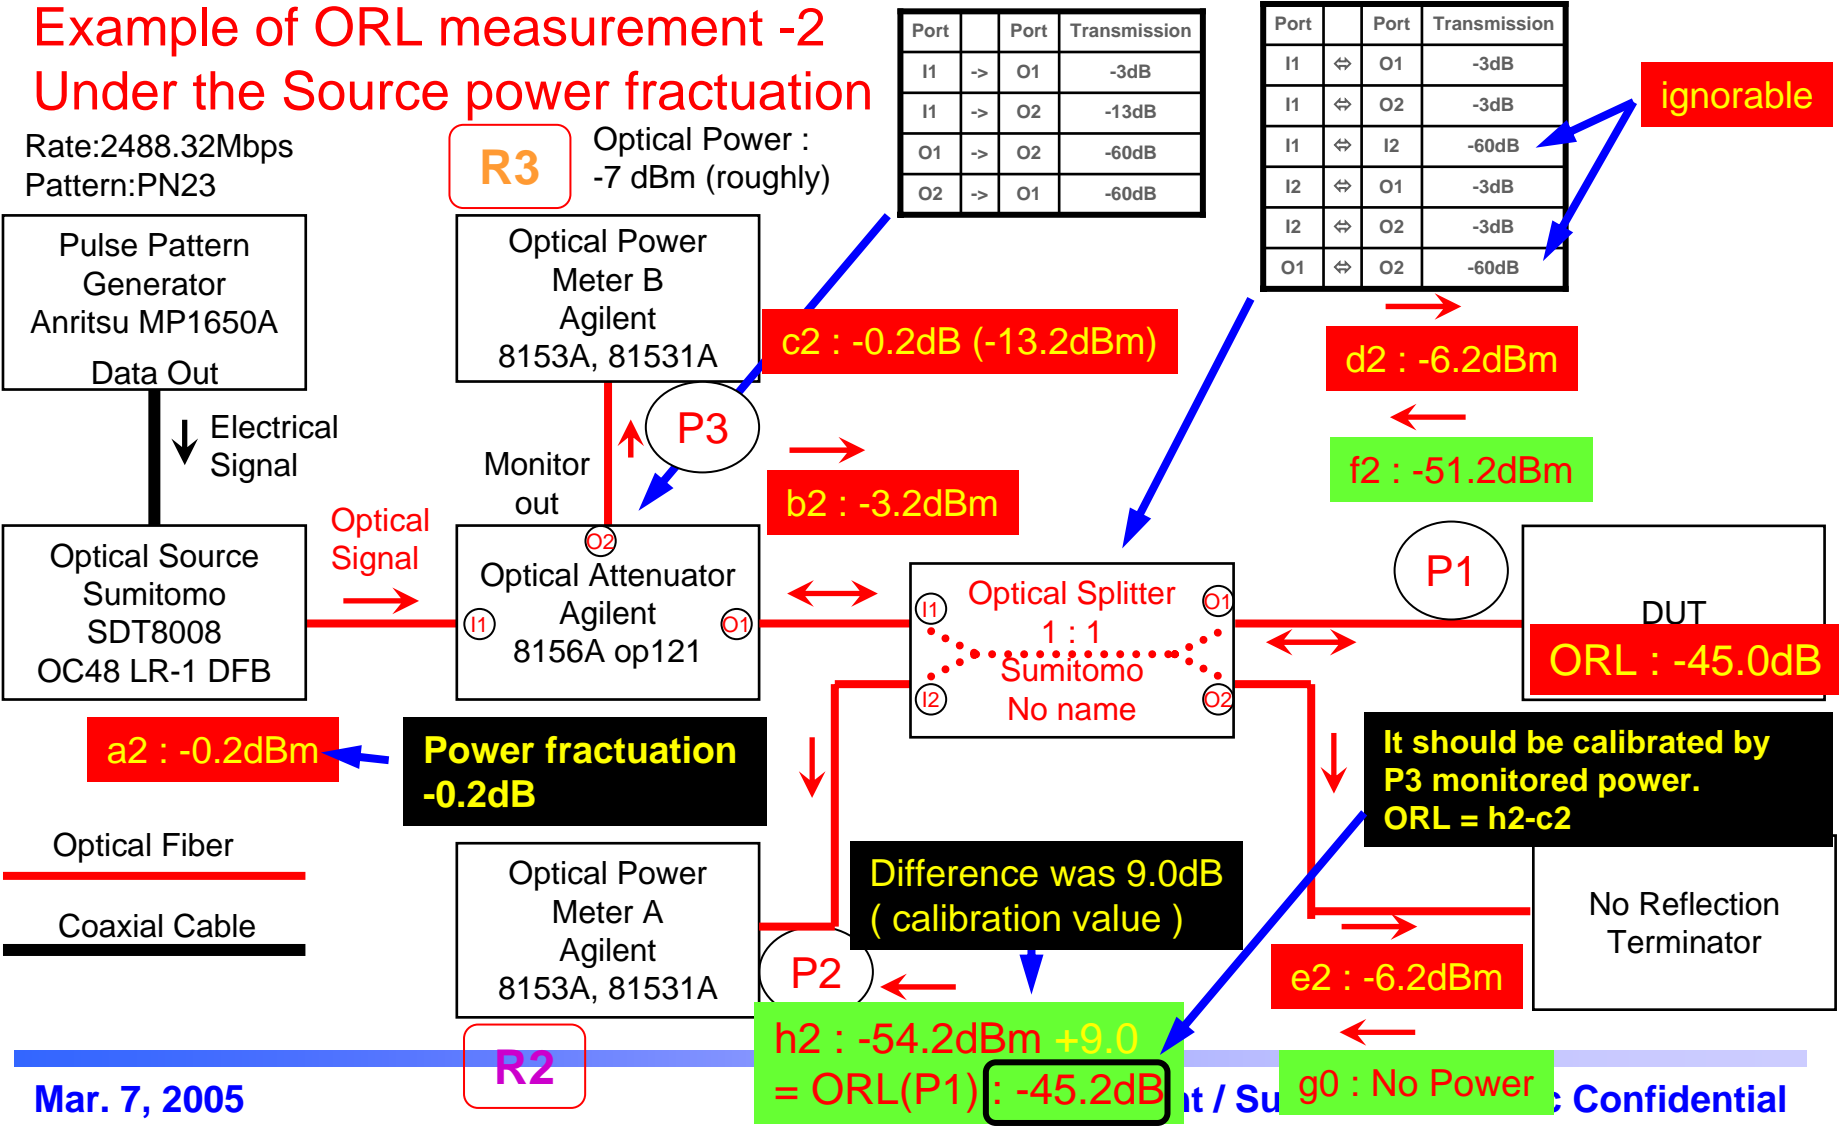 Example of ORL measurement -2
Under the Source power fractuation
Rate:2488.32Mbps
Pattern:PN23
R3
Optical Power :
-7 dBm (roughly)
Port Port Transmission
I1 -> O1 -3dB
I1 -> O2 -13dB
O1 -> O2 -60dB
O2 -> O1 -60dB
Port Port Transmission
I1 ⇔ O1 -3dB
I1 ⇔ O2 -3dB
I1 ⇔ I2 -60dB
I2 ⇔ O1 -3dB
I2 ⇔ O2 -3dB
O1 ⇔ O2 -60dB
ignorable
Pulse Pattern
Generator
Anritsu MP1650A
Data Out
Optical Power
Meter B
Agilent
8153A, 81531A
c2 : -0.2dB (-13.2dBm)
d2 : -6.2dBm
P3
Electrical
Signal
Monitor
out
b2 : -3.2dBm
f2 : -51.2dBm
Optical Source
Sumitomo
SDT8008
OC48 LR-1 DFB
Optical
Signal
O2
Optical Attenuator
Agilent
8156A op121
I1
O1
Optical Splitter
1 : 1
Sumitomo
No name
I1
O1
I2
O2
P1
DUT
ORL : -45.0dB
a2 : -0.2dBm
Power fractuation
-0.2dB
It should be calibrated by
P3 monitored power.
ORL = h2-c2
Optical Fiber
Coaxial Cable
Optical Power
Meter A
Agilent
8153A, 81531A
P2
Difference was 9.0dB
( calibration value )
No Reflection
Terminator
e2 : -6.2dBm
R2
h2 : -54.2dBm +9.0
= ORL(P1) : -45.2dB
g0 : No Power
Mar. 7, 2005
nt / Su
Confidential